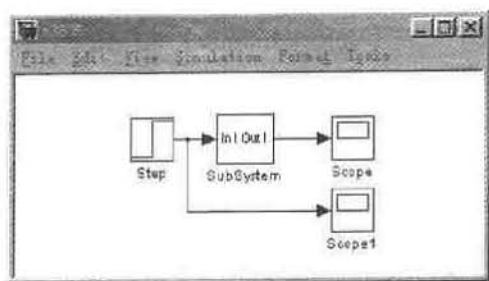 File Edit View Simulation Format Tools
In1 Out1
Step
SubSystem
Scope
Scope1